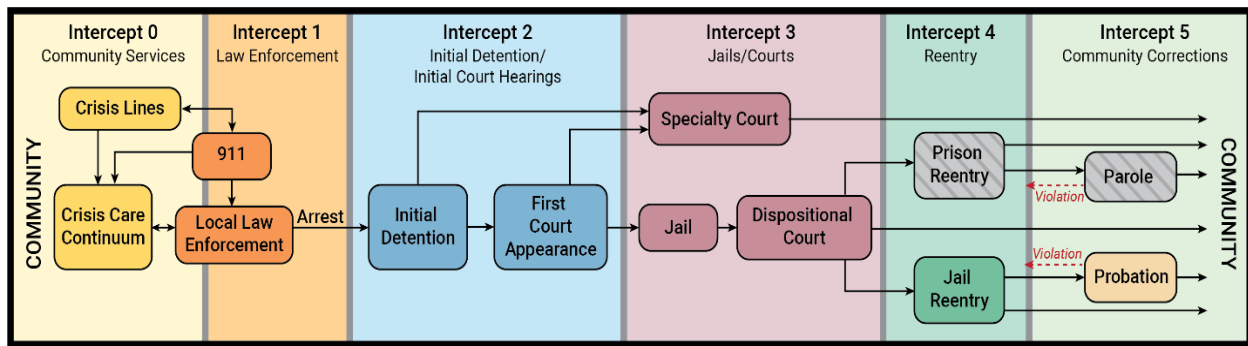 Intercept 0
Community Services
Intercept 1
Law Enforcement
Intercept 2
Initial Detention/
Initial Court Hearings
Intercept 3
Jails/Courts
Intercept 4
Reentry
Intercept 5
Community Corrections
COMMUNITY
Crisis Lines
911
Crisis Care
Continuum
Local Law
Enforcement
Arrest
Initial
Detention
First
Court
Appearance
Specialty Court
Jail
Dispositional
Court
Prison
Reentry
Parole
Violation
Jail
Reentry
Violation
Probation
COMMUNITY